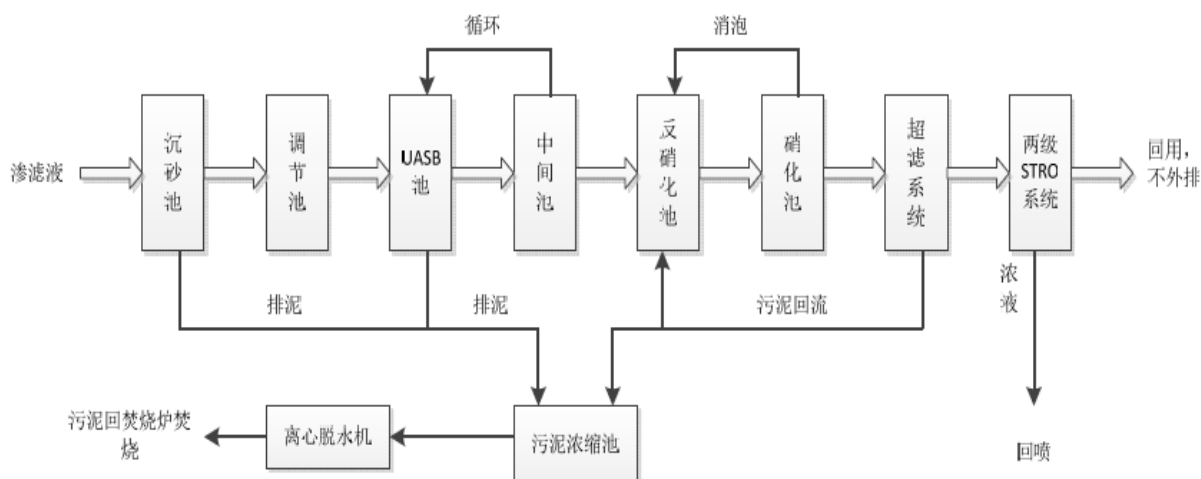 循环
消泡
渗滤液
沉砂池
调节池
UASB
池
中间池
反硝化池
硝化池
超滤系统
两级
STRO
系统
回用，
不外排
排泥
排泥
污泥回流
浓液
污泥回焚烧炉焚
烧
离心脱水机
污泥浓缩池
回喷